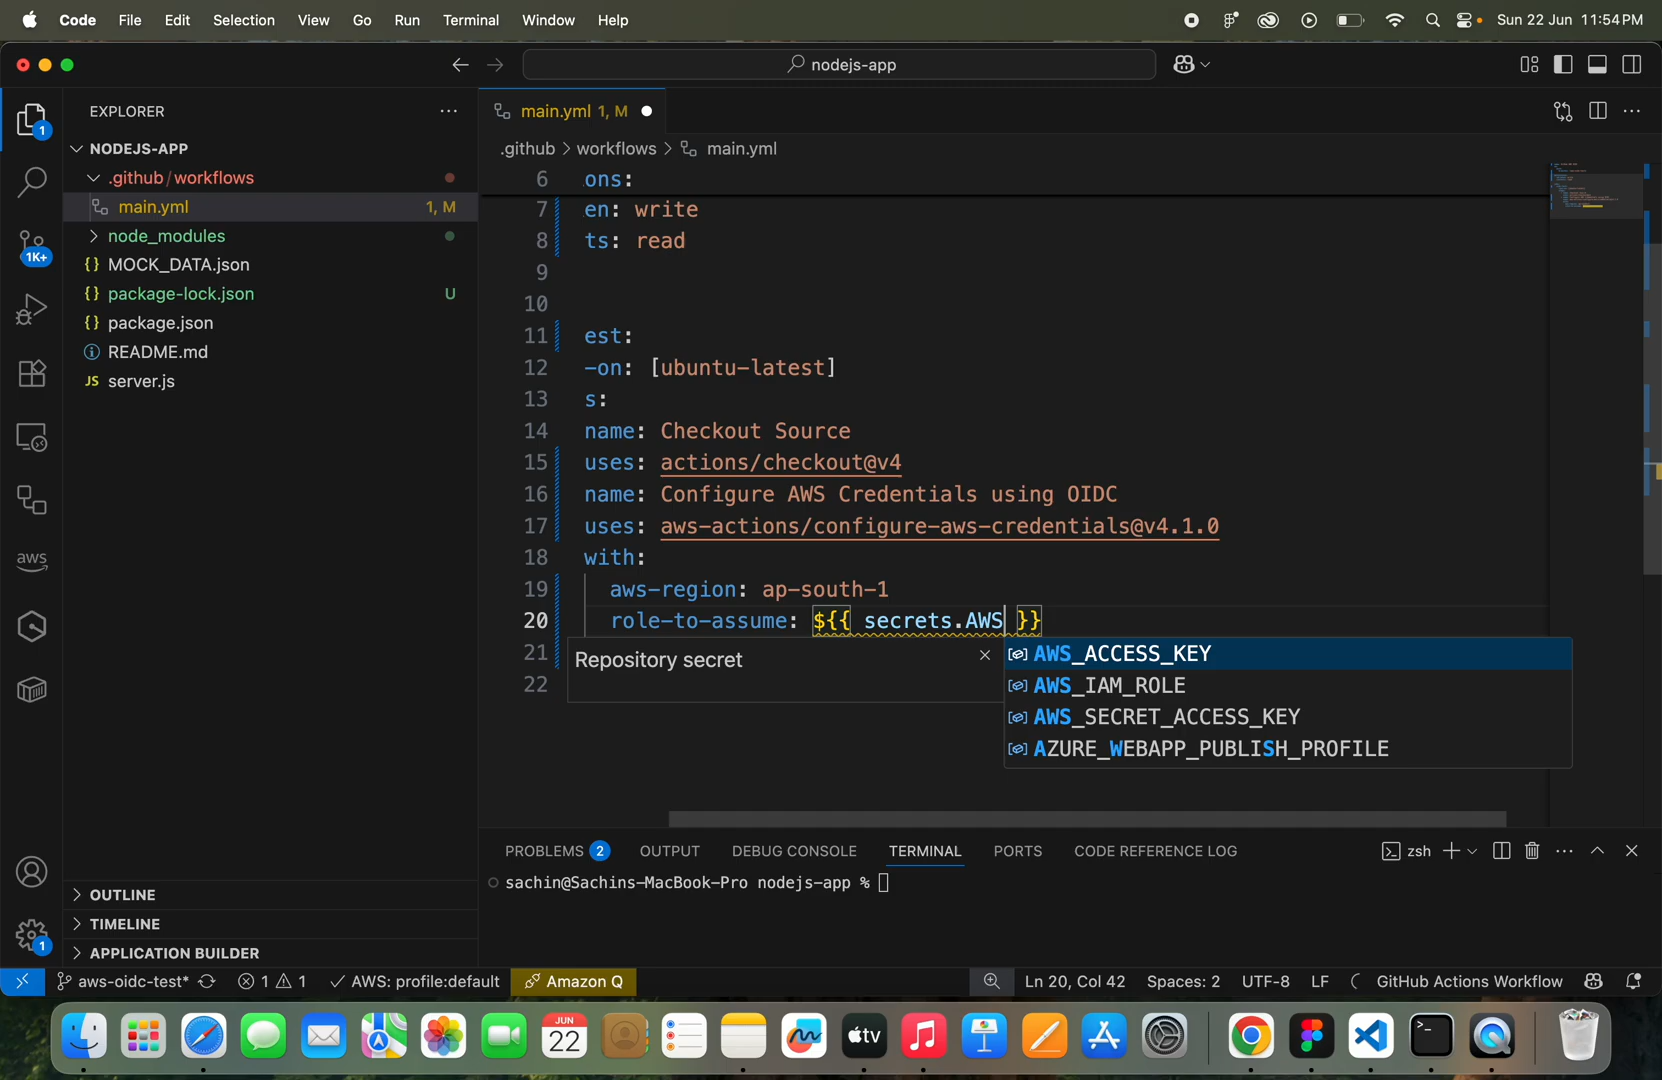 Code File Edit Selection View Go Run Terminal Window Help Sun 22 Jun 11:54PM
nodejs-app
EXPLORER
main.yml 1, M
NODEJS-APP
.github > workflows > main.yml
.github/workflows
main.yml 1, M
node_modules
MOCK_DATA.json
package-lock.json U
package.json
README.md
JS server.js
1
1K+
aws
1
6 ons:
7 en: write
8 ts: read
9
10
11 est:
12 -on: [ubuntu-latest]
13 s:
14 name: Checkout Source
15 uses: actions/checkout@v4
16 name: Configure AWS Credentials using OIDC
17 uses: aws-actions/configure-aws-credentials@v4.1.0
18 with:
19 aws-region: ap-south-1
20 role-to-assume: ${{ secrets.AWS }}
21
22
Repository secret
AWS_ACCESS_KEY
AWS_IAM_ROLE
AWS_SECRET_ACCESS_KEY
AZURE_WEBAPP_PUBLISH_PROFILE
PROBLEMS 2 OUTPUT DEBUG CONSOLE TERMINAL PORTS CODE REFERENCE LOG zsh
sachin@Sachins-MacBook-Pro nodejs-app %
OUTLINE
TIMELINE
APPLICATION BUILDER
aws-oidc-test* 1 1 AWS: profile:default Amazon Q Ln 20, Col 42 Spaces: 2 UTF-8 LF GitHub Actions Workflow
JUN
22
tv